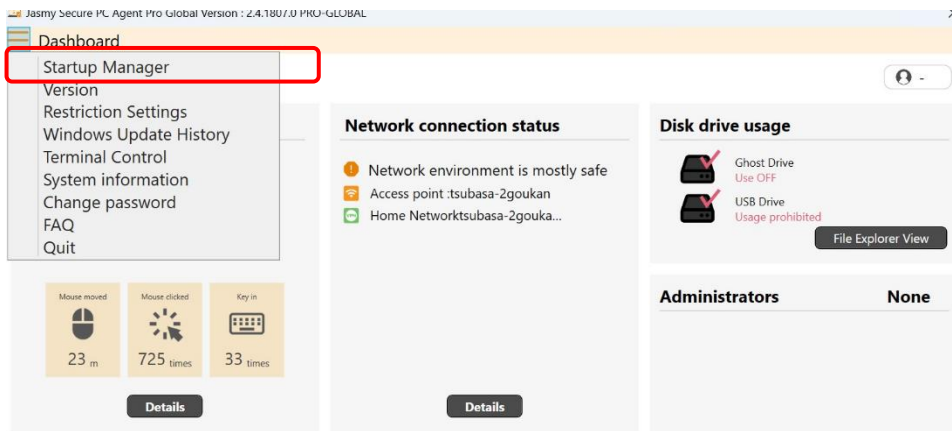 Jasmy Secure PC Agent Pro Global Version : 2.4.1807.0 PRO-GLOBAL
Dashboard
Startup Manager
Version
Restriction Settings
Windows Update History
Terminal Control
System information
Change password
FAQ
Quit
-
Mouse moved
23 m
Mouse clicked
725 times
Key in
33 times
Details
Network connection status
Network environment is mostly safe
Access point :tsubasa-2goukan
Home Networktsubasa-2gouka...
Details
Disk drive usage
Ghost Drive
Use OFF
USB Drive
Usage prohibited
File Explorer View
Administrators None